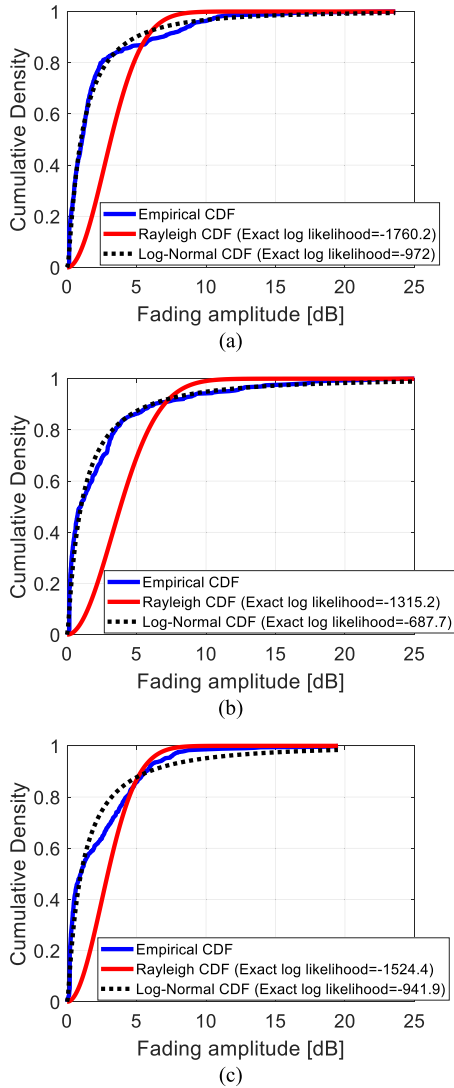 1
0.8
0.6
0.4
0.2
0
Cumulative Density
Empirical CDF
Rayleigh CDF (Exact log likelihood=-1760.2)
Log-Normal CDF (Exact log likelihood=-972)
0 5 10 15 20 25
Fading amplitude [dB]
(a)
1
0.8
0.6
0.4
0.2
0
Cumulative Density
Empirical CDF
Rayleigh CDF (Exact log likelihood=-1315.2)
Log-Normal CDF (Exact log likelihood=-687.7)
0 5 10 15 20 25
Fading amplitude [dB]
(b)
1
0.8
0.6
0.4
0.2
0
Cumulative Density
Empirical CDF
Rayleigh CDF (Exact log likelihood=-1524.4)
Log-Normal CDF (Exact log likelihood=-941.9)
0 5 10 15 20 25
Fading amplitude [dB]
(c)